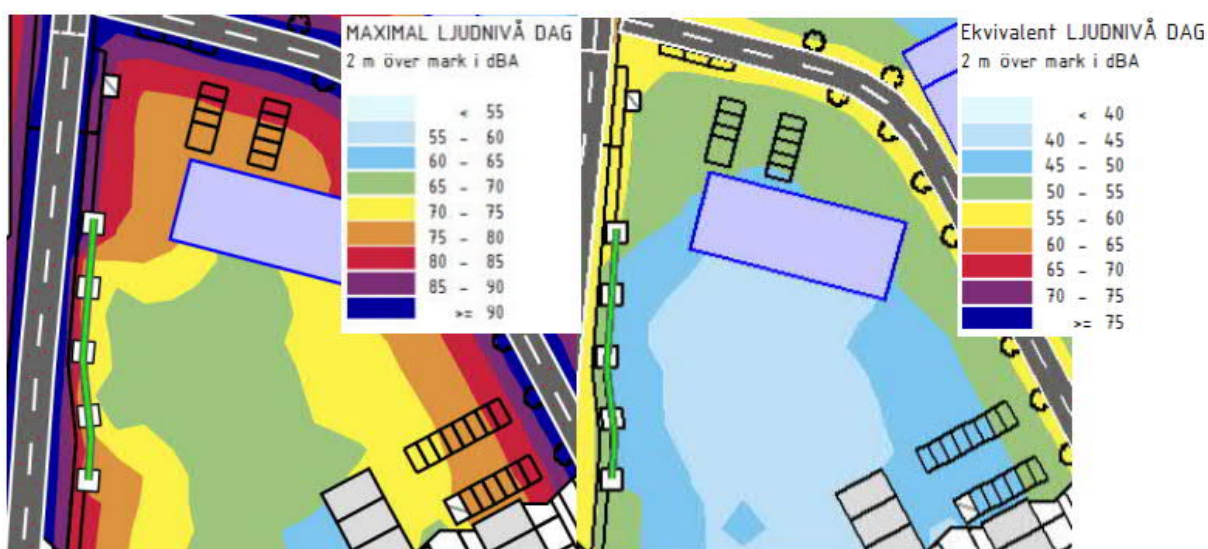 MAXIMAL LJUDNIVÅ DAG
2 m över mark i dBA
< 55
55 - 60
60 - 65
65 - 70
70 - 75
75 - 80
80 - 85
85 - 90
>= 90
Ekvivalent LJUDNIVÅ DAG
2 m över mark i dBA
< 40
40 - 45
45 - 50
50 - 55
55 - 60
60 - 65
65 - 70
70 - 75
>= 75